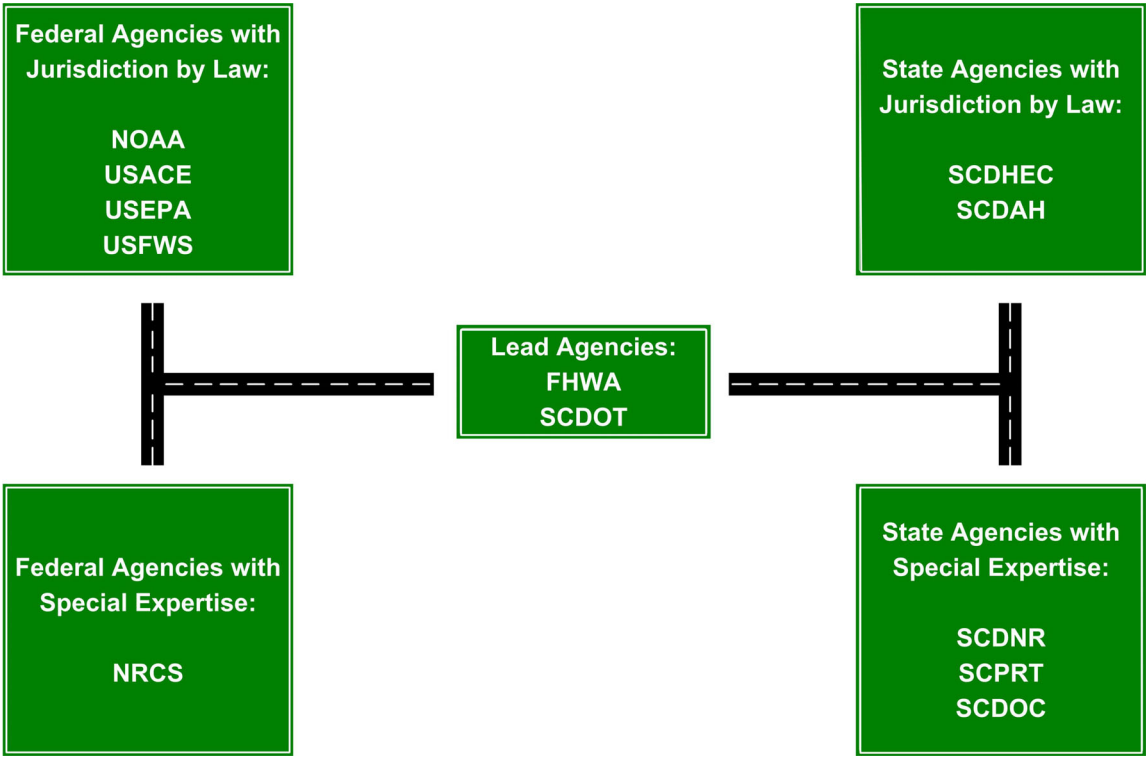 Federal Agencies with
Jurisdiction by Law:
NOAA
USACE
USEPA
USFWS
State Agencies with
Jurisdiction by Law:
SCDHEC
SCDAH
Lead Agencies:
FHWA
SCDOT
Federal Agencies with
Special Expertise:
NRCS
State Agencies with
Special Expertise:
SCDNR
SCPRT
SCDOC